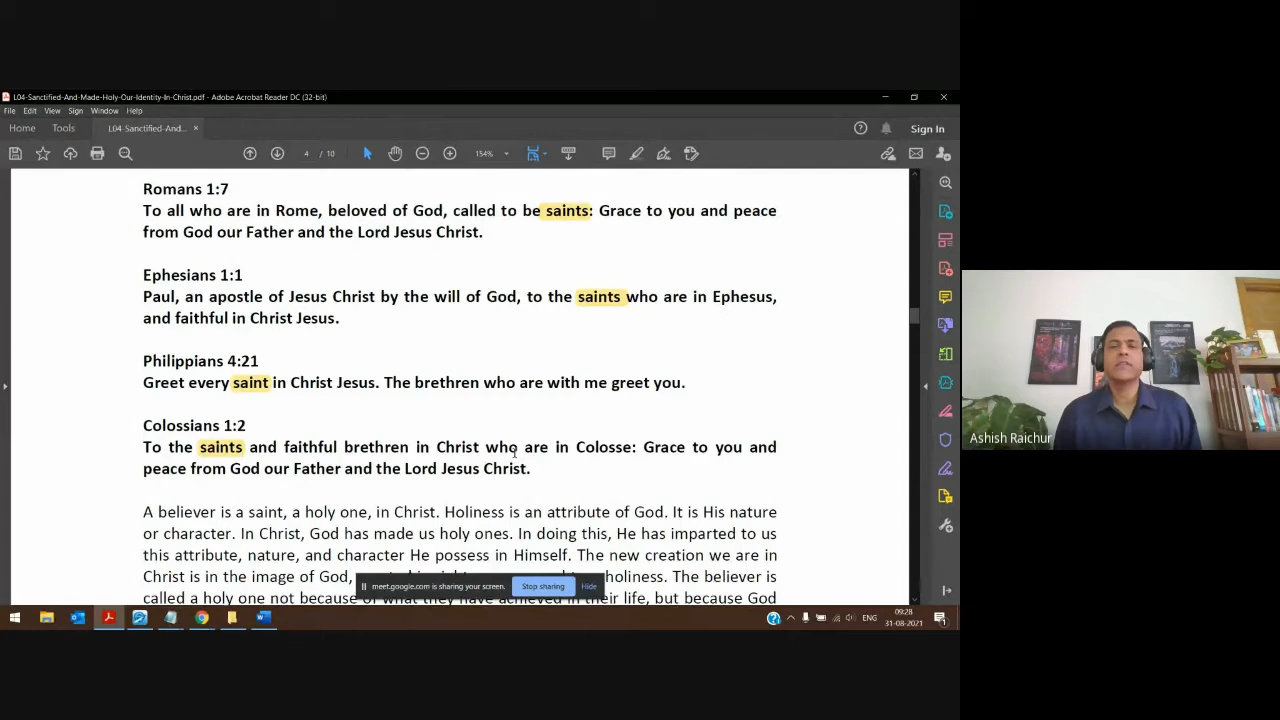 L04-Sanctified-And-Made-Holy-Our-Identity-In-Christ.pdf - Adobe Acrobat Reader DC (32-bit)
File Edit View Sign Window Help
Home Tools L04-Sanctified-And... × Sign In
4 / 10 154%
Romans 1:7
To all who are in Rome, beloved of God, called to be saints: Grace to you and peace
from God our Father and the Lord Jesus Christ.
Ephesians 1:1
Paul, an apostle of Jesus Christ by the will of God, to the saints who are in Ephesus,
and faithful in Christ Jesus.
Philippians 4:21
Greet every saint in Christ Jesus. The brethren who are with me greet you.
Colossians 1:2
To the saints and faithful brethren in Christ who are in Colosse: Grace to you and
peace from God our Father and the Lord Jesus Christ.
A believer is a saint, a holy one, in Christ. Holiness is an attribute of God. It is His nature
or character. In Christ, God has made us holy ones. In doing this, He has imparted to us
this attribute, nature, and character He possess in Himself. The new creation we are in
Christ is in the image of God, holiness. The believer is
called a holy one not because of what they have achieved in their life, but because God
meet.google.com is sharing your screen. Stop sharing Hide
Ashish Raichur
ENG
09:28
31-08-2021